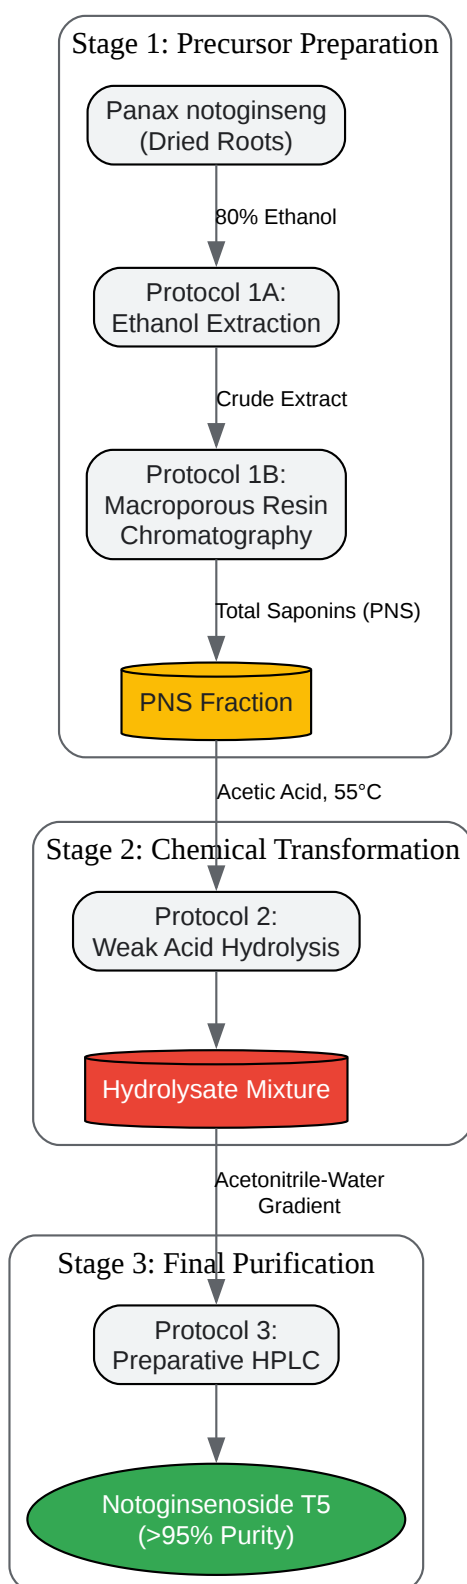 Stage 1: Precursor Preparation
Panax notoginseng
(Dried Roots)
80% Ethanol
Protocol 1A:
Ethanol Extraction
Crude Extract
Protocol 1B:
Macroporous Resin
Chromatography
Total Saponins (PNS)
PNS Fraction
Acetic Acid, 55°C
Stage 2: Chemical Transformation
Protocol 2:
Weak Acid Hydrolysis
Hydrolysate Mixture
Acetonitrile-Water
Gradient
Stage 3: Final Purification
Protocol 3:
Preparative HPLC
Notoginsenoside T5
(>95% Purity)